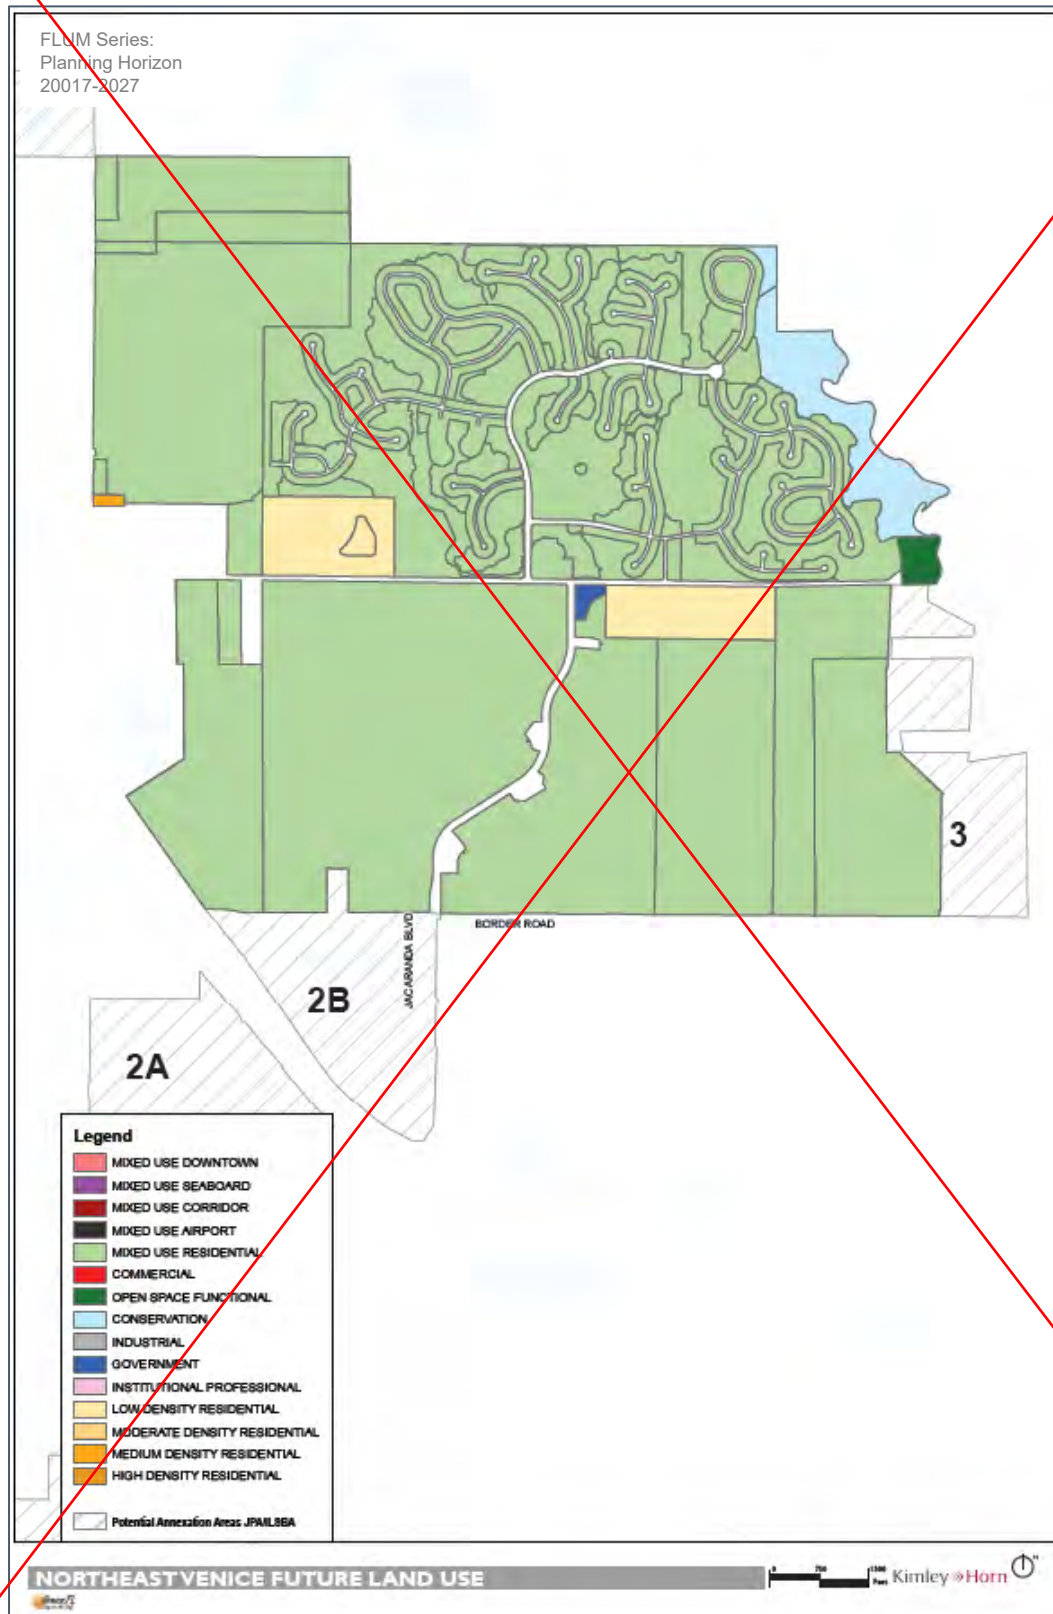 FLUM Series:
Planning Horizon
20017-2027
3
BORDER ROAD
JACARANDA BLVD
2B
2A
Legend
MIXED USE DOWNTOWN
MIXED USE SEABOARD
MIXED USE CORRIDOR
MIXED USE AIRPORT
MIXED USE RESIDENTIAL
COMMERCIAL
OPEN SPACE FUNCTIONAL
CONSERVATION
INDUSTRIAL
GOVERNMENT
INSTITUTIONAL PROFESSIONAL
LOW DENSITY RESIDENTIAL
MODERATE DENSITY RESIDENTIAL
MEDIUM DENSITY RESIDENTIAL
HIGH DENSITY RESIDENTIAL
Potential Annexation Areas
NORTHEAST VENICE FUTURE LAND USE
Kimley»Horn